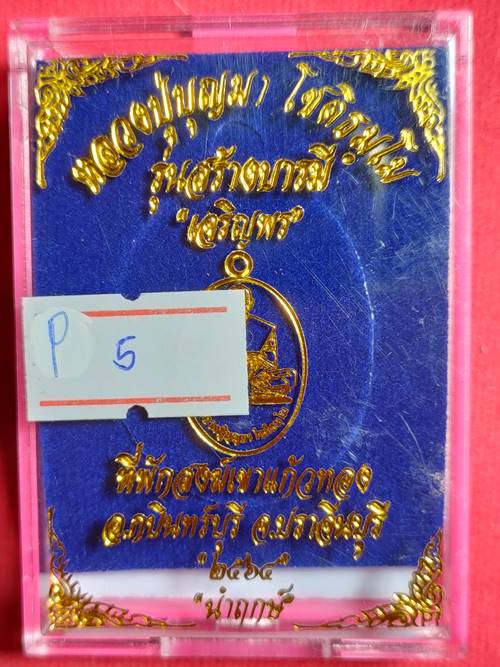 หลวงปู่บุญมา โชติธมฺโม
รุ่นสร้างบารมี
"เจริญพร"
P 5
ที่พักสงฆ์เขาแก้วทอง
อ.กบินทร์บุรี จ.ปราจีนบุรี
"๒๕๖๔"
"นำฤกษ์"